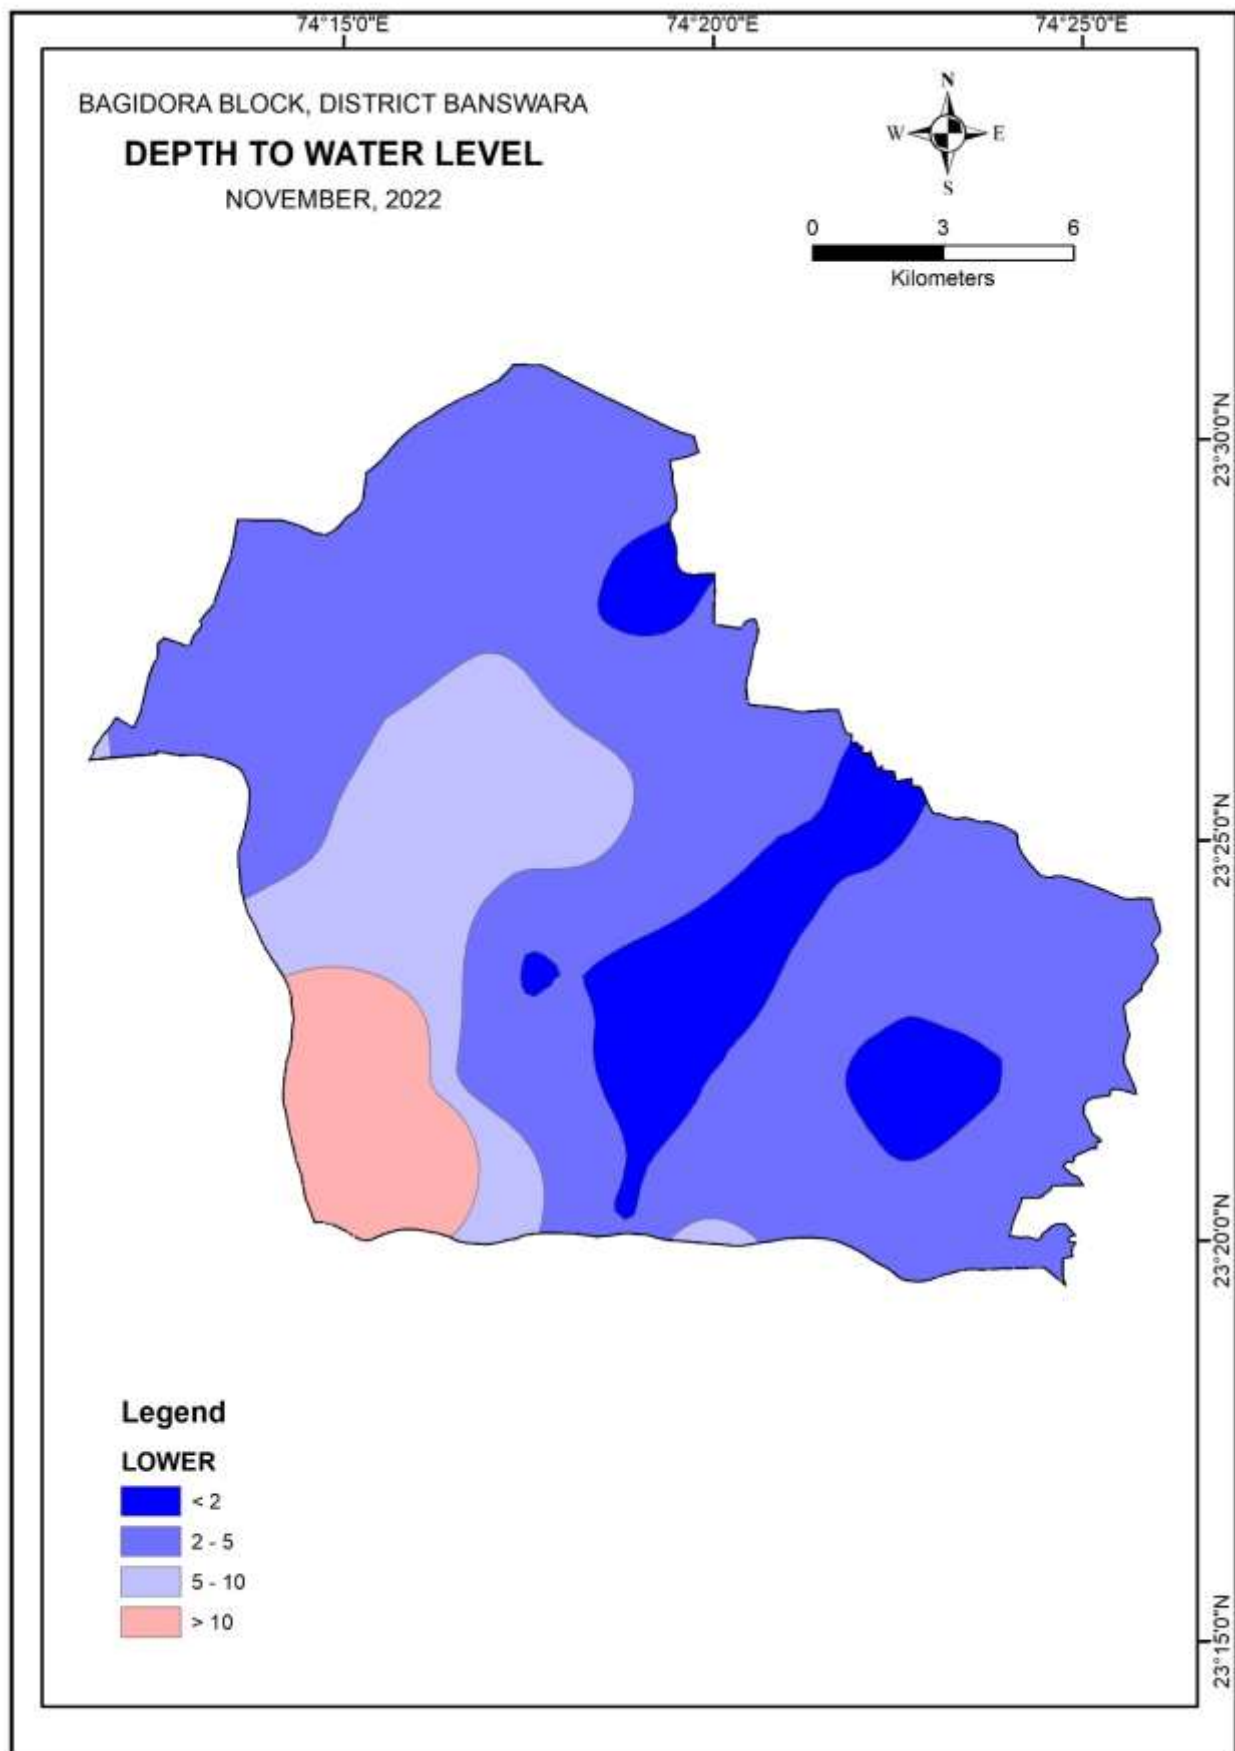 74°15'0"E 74°20'0"E 74°25'0"E
BAGIDORA BLOCK, DISTRICT BANSWARA
DEPTH TO WATER LEVEL
NOVEMBER, 2022
N
W E
S
0 3 6
Kilometers
23°30'0"N
23°25'0"N
23°20'0"N
23°15'0"N
Legend
LOWER
< 2
2 - 5
5 - 10
> 10